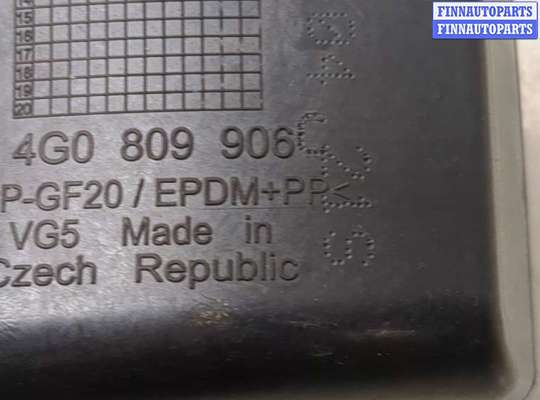 FINNAUTOPARTS
FINNAUTOPARTS
15
16
17
18
19
20
4G0 809 906
P-GF20 / EPDM+PP<
VG5 Made in
Czech Republic